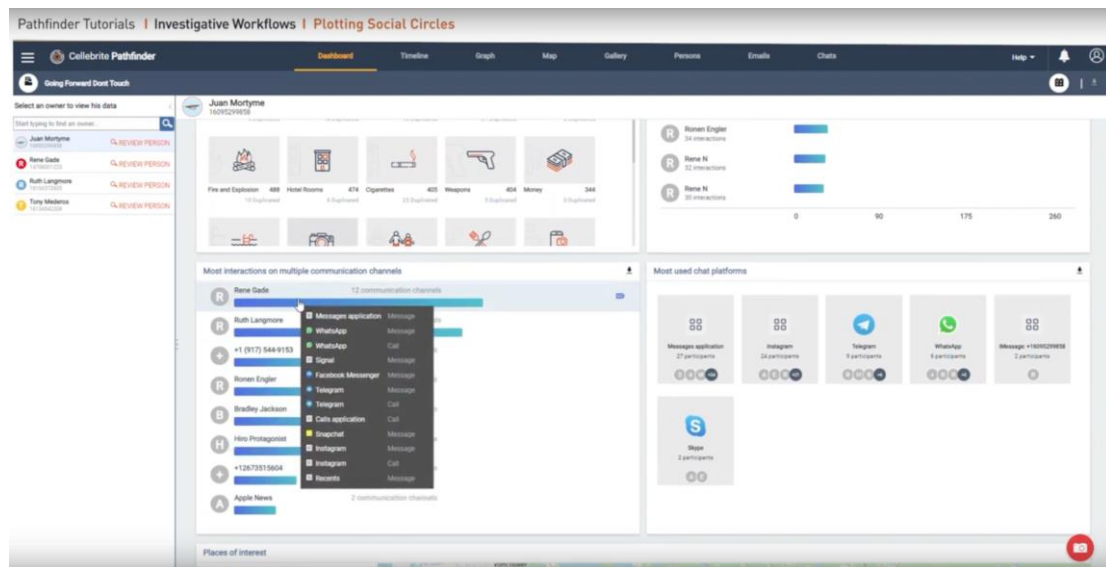 Pathfinder Tutorials | Investigative Workflows | Plotting Social Circles
Cellebrite Pathfinder
Dashboard
Timeline
Graph
Map
Gallery
Persons
Emails
Chats
Help
Going Forward Dont Touch
Select an owner to view his data
Start typing to find an owner...
Juan Mortyme
REVIEW PERSON
Rene Gade
REVIEW PERSON
Ruth Langmore
REVIEW PERSON
Tony Mederos
REVIEW PERSON
Juan Mortyme
16095299858
Fire and Explosion 488
Hotel Rooms 474
Cigarettes 405
Weapons 404
Money 344
Ronen Engler
34 interactions
Rene N
32 interactions
Rene N
30 interactions
0 90 175 260
Most interactions on multiple communication channels
Rene Gade
12 communication channels
Ruth Langmore
+1 (917) 544-9153
Ronen Engler
Bradley Jackson
Hiro Protagonist
+12673515604
Apple News
2 communication channels
Messages application Message
WhatsApp Message
WhatsApp Call
Signal Message
Facebook Messenger Message
Telegram Message
Telegram Call
Calls application Call
Snapchat Message
Instagram Message
Instagram Call
Recents Message
Most used chat platforms
Messages application
27 participants
Instagram
24 participants
Telegram
9 participants
WhatsApp
6 participants
iMessage: +16095299858
2 participants
Skype
2 participants
Places of interest